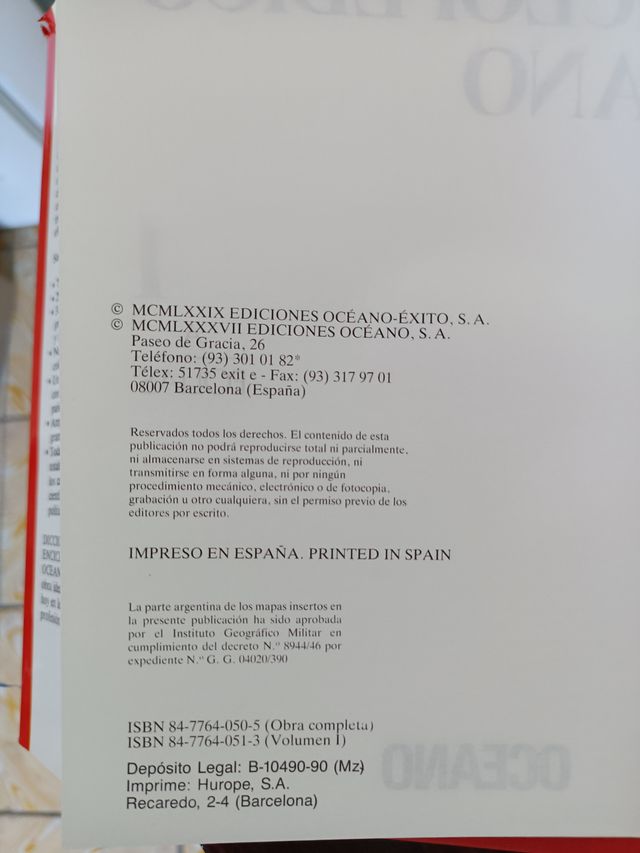 © MCMLXXIX EDICIONES OCÉANO-ÉXITO, S. A.
© MCMLXXXVII EDICIONES OCÉANO, S. A.
Paseo de Gracia, 26
Teléfono: (93) 301 01 82*
Télex: 51735 exit e - Fax: (93) 317 97 01
08007 Barcelona (España)
Reservados todos los derechos. El contenido de esta
publicación no podrá reproducirse total ni parcialmente,
ni almacenarse en sistemas de reproducción, ni
transmitirse en forma alguna, ni por ningún
procedimiento mecánico, electrónico o de fotocopia,
grabación u otro cualquiera, sin el permiso previo de los
editores por escrito.
IMPRESO EN ESPAÑA. PRINTED IN SPAIN
La parte argentina de los mapas insertos en
la presente publicación ha sido aprobada
por el Instituto Geográfico Militar en
cumplimiento del decreto N.º 8944/46 por
expediente N.º G. G. 04020/390
ISBN 84-7764-050-5 (Obra completa)
ISBN 84-7764-051-3 (Volumen I)
Depósito Legal: B-10490-90 (Mz)
Imprime: Hurope, S.A.
Recaredo, 2-4 (Barcelona)
OCEANO